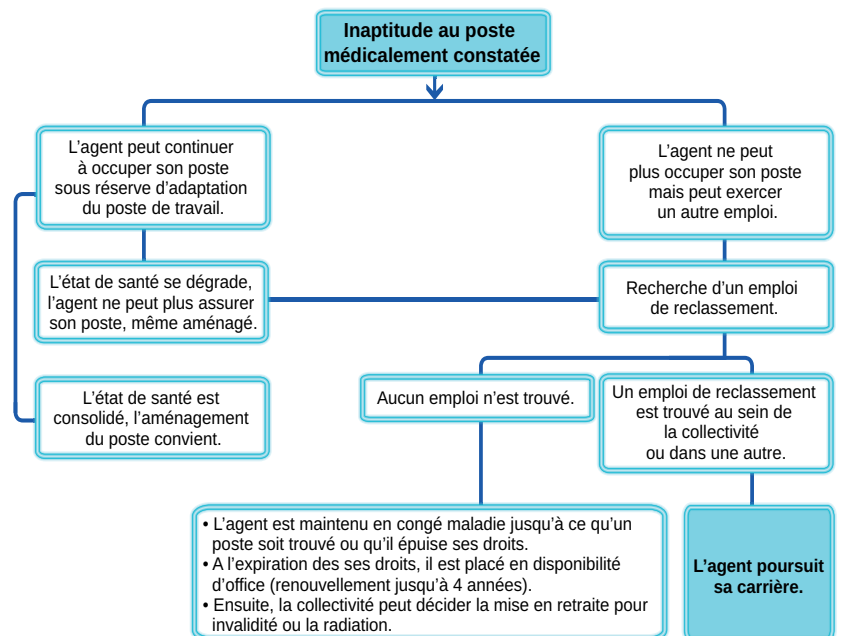 Inaptitude au poste
médicalement constatée
L’agent peut continuer
à occuper son poste
sous réserve d’adaptation
du poste de travail.
L’agent ne peut
plus occuper son poste
mais peut exercer
un autre emploi.
L’état de santé se dégrade,
l’agent ne peut plus assurer
son poste, même aménagé.
Recherche d’un emploi
de reclassement.
L’état de santé est
consolidé, l’aménagement
du poste convient.
Aucun emploi n’est trouvé.
Un emploi de reclassement
est trouvé au sein de
la collectivité
ou dans une autre.
• L’agent est maintenu en congé maladie jusqu’à ce qu’un
poste soit trouvé ou qu’il épuise ses droits.
• A l’expiration des ses droits, il est placé en disponibilité
d’office (renouvellement jusqu’à 4 années).
• Ensuite, la collectivité peut décider la mise en retraite pour
invalidité ou la radiation.
L’agent poursuit
sa carrière.